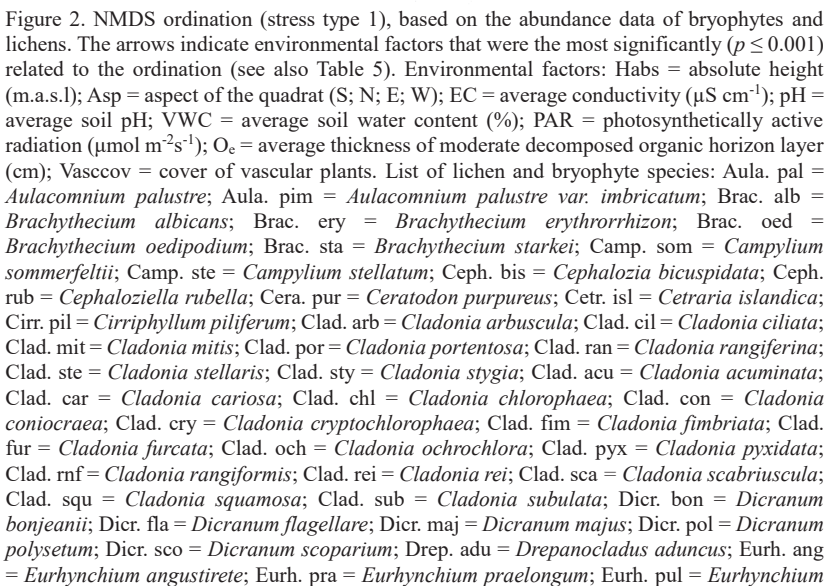 Figure 2. NMDS ordination (stress type 1), based on the abundance data of bryophytes and
lichens. The arrows indicate environmental factors that were the most significantly (p ≤ 0.001)
related to the ordination (see also Table 5). Environmental factors: Habs = absolute height
(m.a.s.l); Asp = aspect of the quadrat (S; N; E; W); EC = average conductivity (µS cm⁻¹); pH =
average soil pH; VWC = average soil water content (%); PAR = photosynthetically active
radiation (µmol m⁻²s⁻¹); Oₑ = average thickness of moderate decomposed organic horizon layer
(cm); Vasccov = cover of vascular plants. List of lichen and bryophyte species: Aula. pal =
Aulacomnium palustre; Aula. pim = Aulacomnium palustre var. imbricatum; Brac. alb =
Brachythecium albicans; Brac. ery = Brachythecium erythrorrhizon; Brac. oed =
Brachythecium oedipodium; Brac. sta = Brachythecium starkei; Camp. som = Campylium
sommerfeltii; Camp. ste = Campylium stellatum; Ceph. bis = Cephalozia bicuspidata; Ceph.
rub = Cephaloziella rubella; Cera. pur = Ceratodon purpureus; Cetr. isl = Cetraria islandica;
Cirr. pil = Cirriphyllum piliferum; Clad. arb = Cladonia arbuscula; Clad. cil = Cladonia ciliata;
Clad. mit = Cladonia mitis; Clad. por = Cladonia portentosa; Clad. ran = Cladonia rangiferina;
Clad. ste = Cladonia stellaris; Clad. sty = Cladonia stygia; Clad. acu = Cladonia acuminata;
Clad. car = Cladonia cariosa; Clad. chl = Cladonia chlorophaea; Clad. con = Cladonia
coniocraea; Clad. cry = Cladonia cryptochlorophaea; Clad. fim = Cladonia fimbriata; Clad.
fur = Cladonia furcata; Clad. och = Cladonia ochrochlora; Clad. pyx = Cladonia pyxidata;
Clad. rnf = Cladonia rangiformis; Clad. rei = Cladonia rei; Clad. sca = Cladonia scabriuscula;
Clad. squ = Cladonia squamosa; Clad. sub = Cladonia subulata; Dicr. bon = Dicranum
bonjeanii; Dicr. fla = Dicranum flagellare; Dicr. maj = Dicranum majus; Dicr. pol = Dicranum
polysetum; Dicr. sco = Dicranum scoparium; Drep. adu = Drepanocladus aduncus; Eurh. ang
= Eurhynchium angustirete; Eurh. pra = Eurhynchium praelongum; Eurh. pul = Eurhynchium